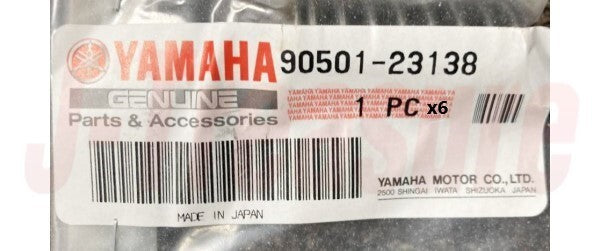 YAMAHA 90501-23138
GENUINE
1 PC x6
Parts & Accessories
YAMAHA MOTOR CO.,LTD.
2500 SHINGAI IWATA SHIZUOKA JAPAN
MADE IN JAPAN